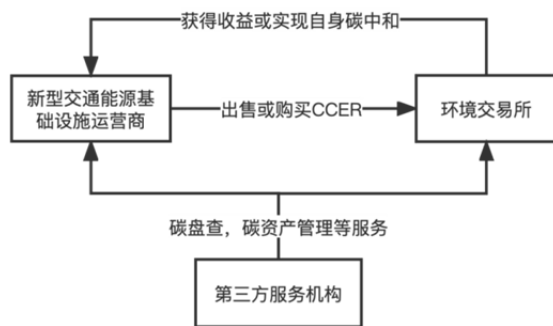 获得收益或实现自身碳中和
新型交通能源基
础设施运营商
出售或购买CCER
环境交易所
碳盘查，碳资产管理等服务
第三方服务机构